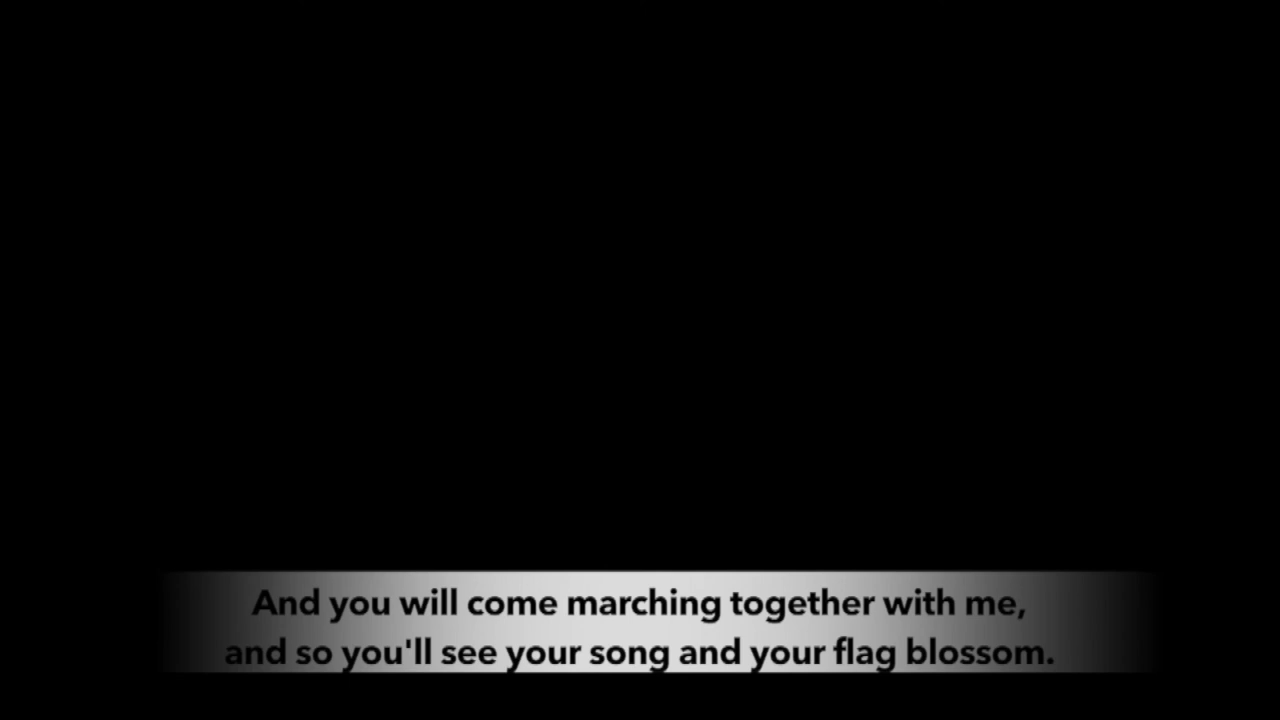 And you will come marching together with me,
and so you'll see your song and your flag blossom.